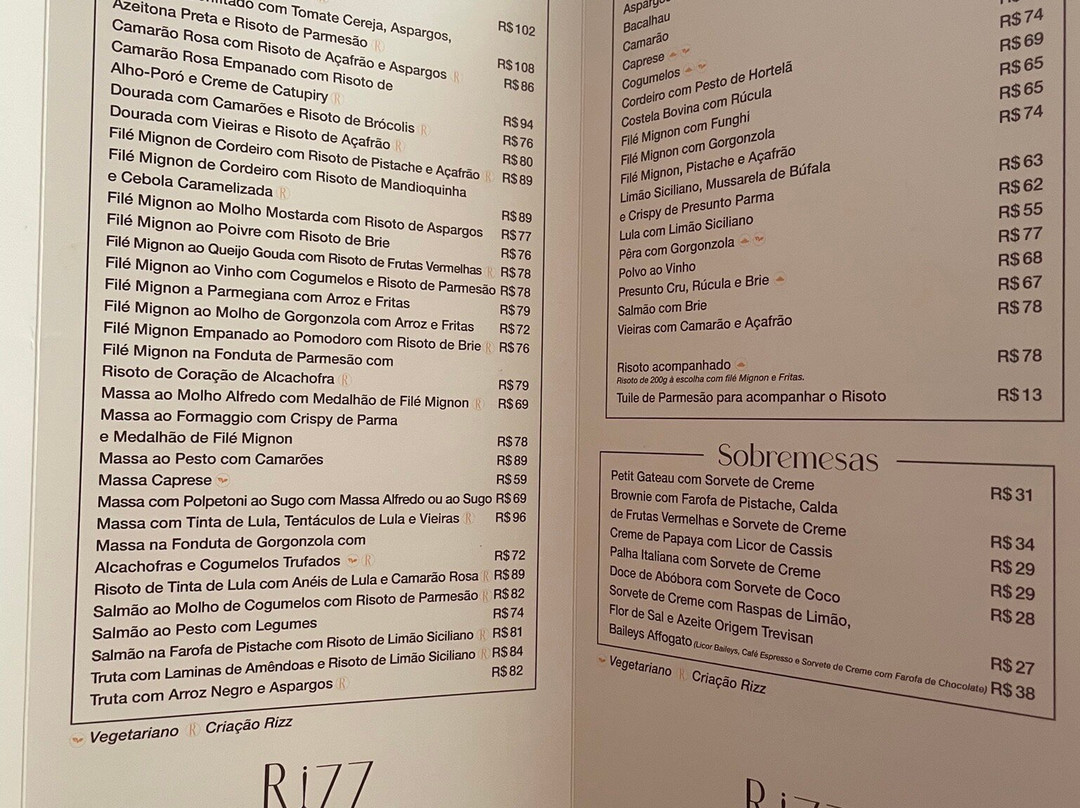 R$102
com Tomate Cereja, Aspargos,
Azeitona Preta e Risoto de Parmesão R R$108
Camarão Rosa com Risoto de Açafrão e Aspargos R R$86
Camarão Rosa Empanado com Risoto de
Alho-Poró e Creme de Catupiry R R$94
Dourada com Camarões e Risoto de Brócolis R R$76
Dourada com Vieiras e Risoto de Açafrão R R$80
Filé Mignon de Cordeiro com Risoto de Pistache e Açafrão R R$89
Filé Mignon de Cordeiro com Risoto de Mandioquinha
e Cebola Caramelizada R R$89
Filé Mignon ao Molho Mostarda com Risoto de Aspargos R$77
Filé Mignon ao Poivre com Risoto de Brie R$76
Filé Mignon ao Queijo Gouda com Risoto de Frutas Vermelhas R R$78
Filé Mignon ao Vinho com Cogumelos e Risoto de Parmesão R$78
Filé Mignon a Parmegiana com Arroz e Fritas R$79
Filé Mignon ao Molho de Gorgonzola com Arroz e Fritas R$72
Filé Mignon Empanado ao Pomodoro com Risoto de Brie R R$76
Filé Mignon na Fonduta de Parmesão com
Risoto de Coração de Alcachofra R R$79
Massa ao Molho Alfredo com Medalhão de Filé Mignon R R$69
Massa ao Formaggio com Crispy de Parma
e Medalhão de Filé Mignon R$78
Massa ao Pesto com Camarões R$89
Massa Caprese R$59
Massa com Polpetoni ao Sugo com Massa Alfredo ou ao Sugo R$69
Massa com Tinta de Lula, Tentáculos de Lula e Vieiras R R$96
Massa na Fonduta de Gorgonzola com
Alcachofras e Cogumelos Trufados R R$72
Risoto de Tinta de Lula com Anéis de Lula e Camarão Rosa R R$89
Salmão ao Molho de Cogumelos com Risoto de Parmesão R R$82
Salmão ao Pesto com Legumes R$74
Salmão na Farofa de Pistache com Risoto de Limão Siciliano R R$81
Truta com Laminas de Amêndoas e Risoto de Limão Siciliano R R$84
Truta com Arroz Negro e Aspargos R R$82
Vegetariano R Criação Rizz
RiZZ
Aspargos
Bacalhau
Camarão
Caprese
Cogumelos
Cordeiro com Pesto de Hortelã R$74
Costela Bovina com Rúcula R$69
Filé Mignon com Funghi R$65
Filé Mignon com Gorgonzola R$65
Filé Mignon, Pistache e Açafrão R$74
Limão Siciliano, Mussarela de Búfala
e Crispy de Presunto Parma R$63
Lula com Limão Siciliano R$62
Pêra com Gorgonzola R$55
Polvo ao Vinho R$77
Presunto Cru, Rúcula e Brie R$68
Salmão com Brie R$67
Vieiras com Camarão e Açafrão R$78
Risoto acompanhado R$78
Risoto de 200g à escolha com filé Mignon e Fritas.
Tuile de Parmesão para acompanhar o Risoto R$13
Sobremesas
Petit Gateau com Sorvete de Creme R$31
Brownie com Farofa de Pistache, Calda
de Frutas Vermelhas e Sorvete de Creme R$34
Creme de Papaya com Licor de Cassis R$29
Palha Italiana com Sorvete de Creme R$29
Doce de Abóbora com Sorvete de Coco R$28
Sorvete de Creme com Raspas de Limão,
Flor de Sal e Azeite Origem Trevisan R$27
Baileys Affogato (Licor Baileys, Café Espresso e Sorvete de Creme com Farofa de Chocolate) R$38
Vegetariano R Criação Rizz